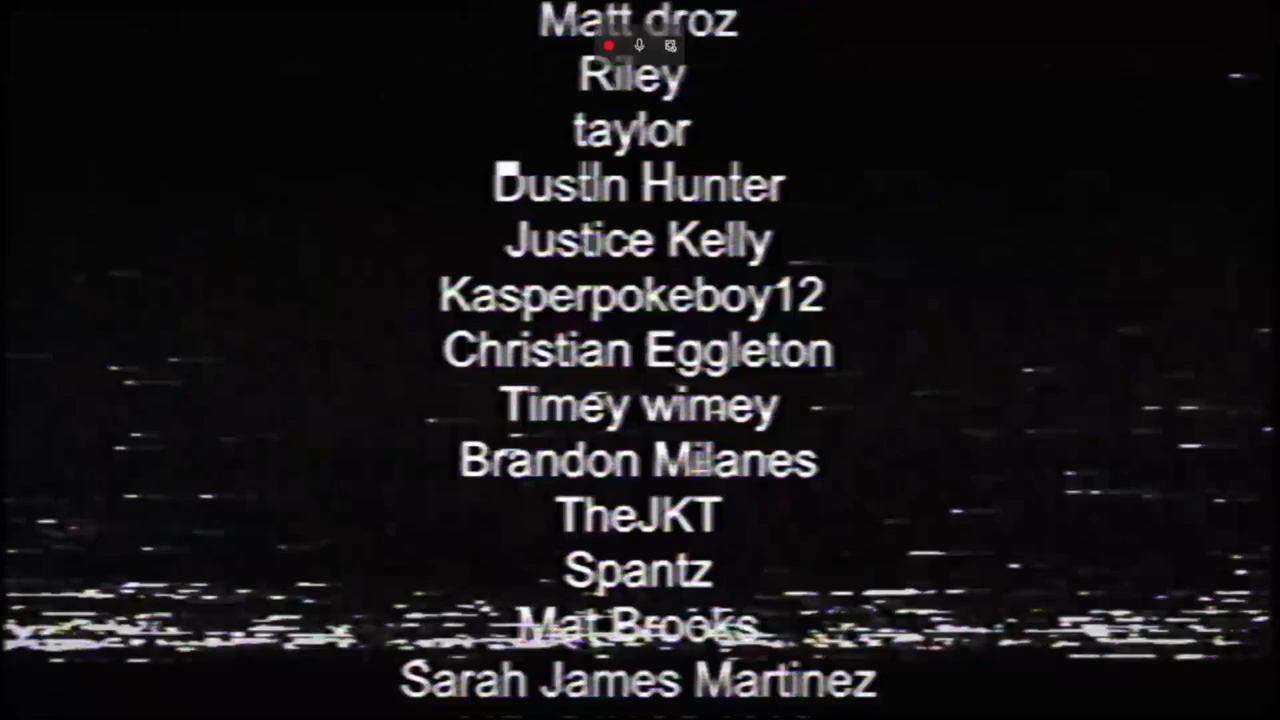 Matt droz
Riley
taylor
Dustin Hunter
Justice Kelly
Kasperpokeboy12
Christian Eggleton
Timey wimey
Brandon Milanes
TheJKT
Spantz
Mat Brooks
Sarah James Martinez